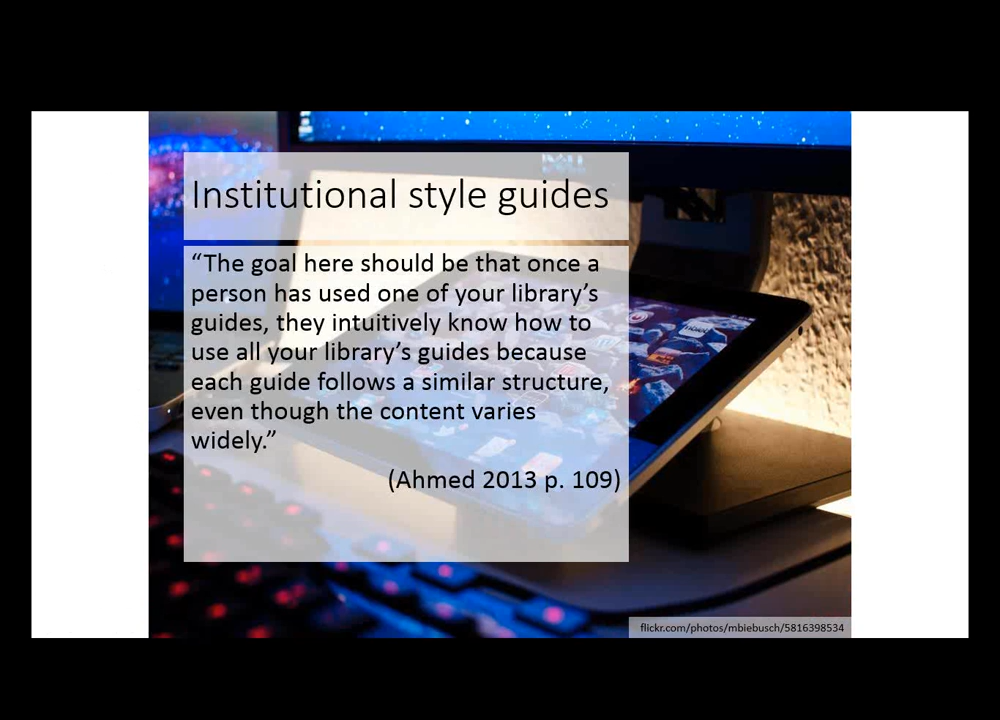 Institutional style guides
“The goal here should be that once a
person has used one of your library’s
guides, they intuitively know how to
use all your library’s guides because
each guide follows a similar structure,
even though the content varies
widely.”
(Ahmed 2013 p. 109)
flickr.com/photos/mbiebusch/5816398534